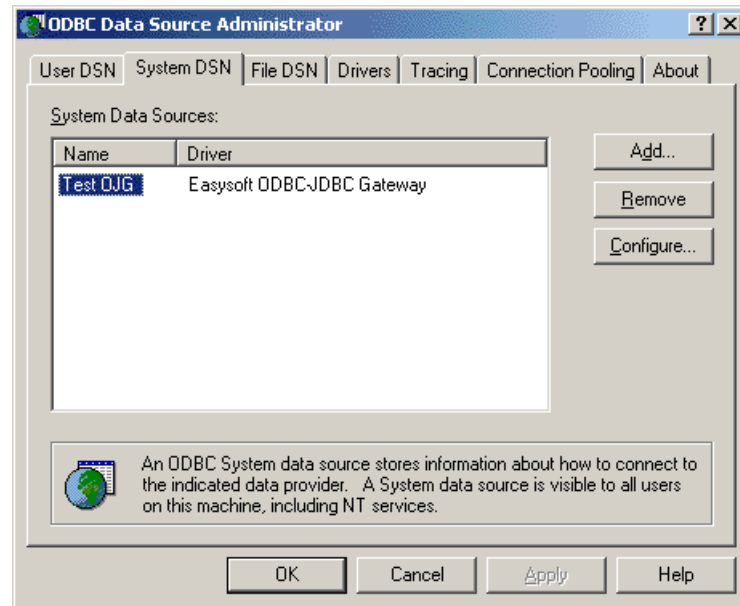 ODBC Data Source Administrator
User DSN System DSN File DSN Drivers Tracing Connection Pooling About
System Data Sources:
Name Driver
Test OJG Easysoft ODBC-JDBC Gateway
Add...
Remove
Configure...
An ODBC System data source stores information about how to connect to
the indicated data provider. A System data source is visible to all users
on this machine, including NT services.
OK Cancel Apply Help